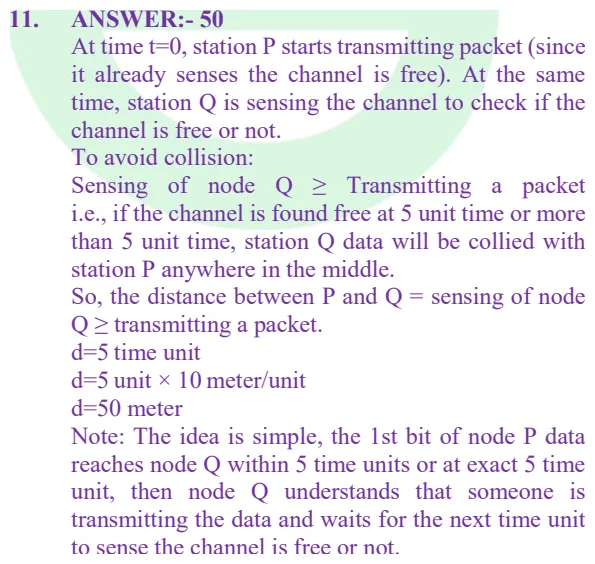 11. ANSWER:- 50
At time t=0, station P starts transmitting packet (since
it already senses the channel is free). At the same
time, station Q is sensing the channel to check if the
channel is free or not.
To avoid collision:
Sensing of node Q ≥ Transmitting a packet
i.e., if the channel is found free at 5 unit time or more
than 5 unit time, station Q data will be collied with
station P anywhere in the middle.
So, the distance between P and Q = sensing of node
Q ≥ transmitting a packet.
d=5 time unit
d=5 unit × 10 meter/unit
d=50 meter
Note: The idea is simple, the 1st bit of node P data
reaches node Q within 5 time units or at exact 5 time
unit, then node Q understands that someone is
transmitting the data and waits for the next time unit
to sense the channel is free or not.